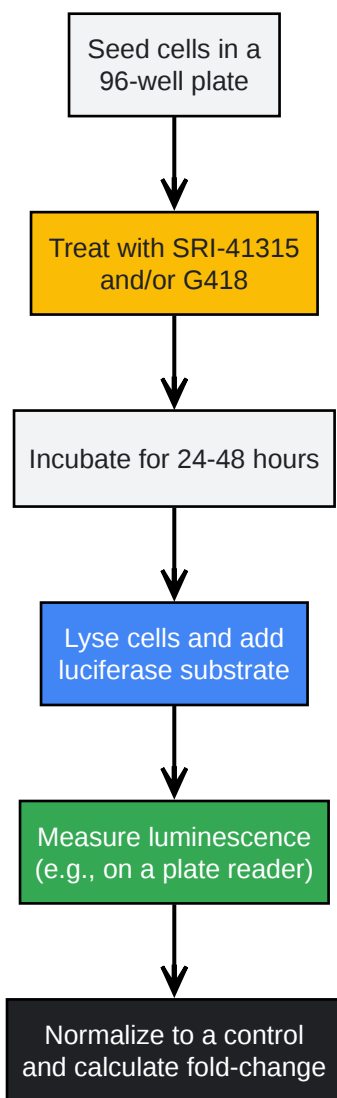 Seed cells in a
96-well plate
Treat with SRI-41315
and/or G418
Incubate for 24-48 hours
Lyse cells and add
luciferase substrate
Measure luminescence
(e.g., on a plate reader)
Normalize to a control
and calculate fold-change